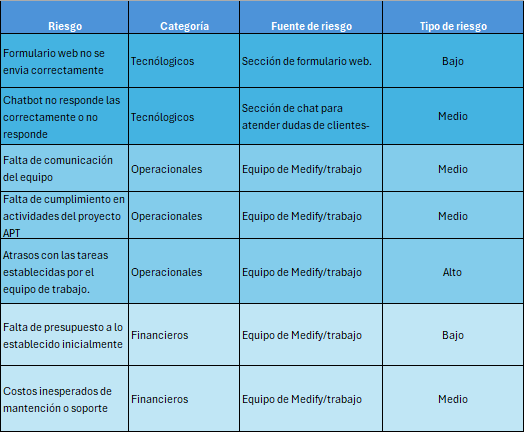 Riesgo Categoría Fuente de riesgo Tipo de riesgo
Formulario web no se
envia correctamente
Tecnólogicos
Sección de formulario web.
Bajo
Chatbot no responde las
correctamente o no
responde
Tecnólogicos
Sección de chat para
atender dudas de clientes-
Medio
Falta de comunicación
del equipo
Operacionales
Equipo de Medify/trabajo
Medio
Falta de cumplimiento en
actividades del proyecto
APT
Operacionales
Equipo de Medify/trabajo
Medio
Atrasos con las tareas
establecidas por el
equipo de trabajo.
Operacionales
Equipo de Medify/trabajo
Alto
Falta de presupuesto a lo
establecido inicialmente
Financieros
Equipo de Medify/trabajo
Bajo
Costos inesperados de
mantención o soporte
Financieros
Equipo de Medify/trabajo
Medio